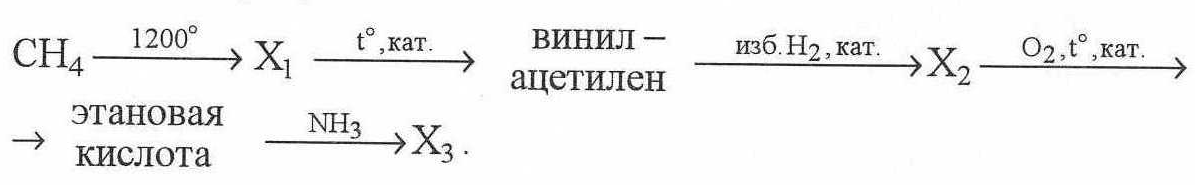 CH₄ —1200°→ X₁ —t°,кат.→ винил – ацетилен —изб.H₂,кат.→ X₂ —O₂,t°,кат.→
→ этановая кислота —NH₃→ X₃.